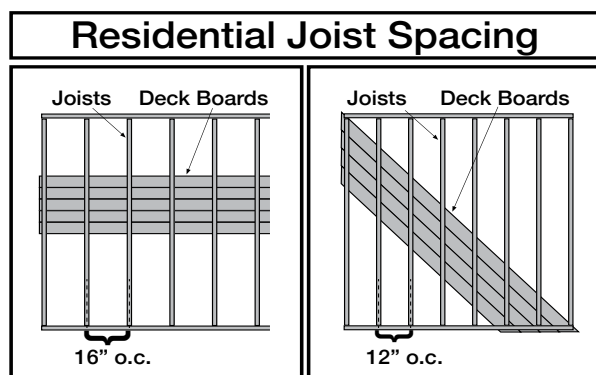 Residential Joist Spacing
Joists Deck Boards
16” o.c.
Joists Deck Boards
12” o.c.